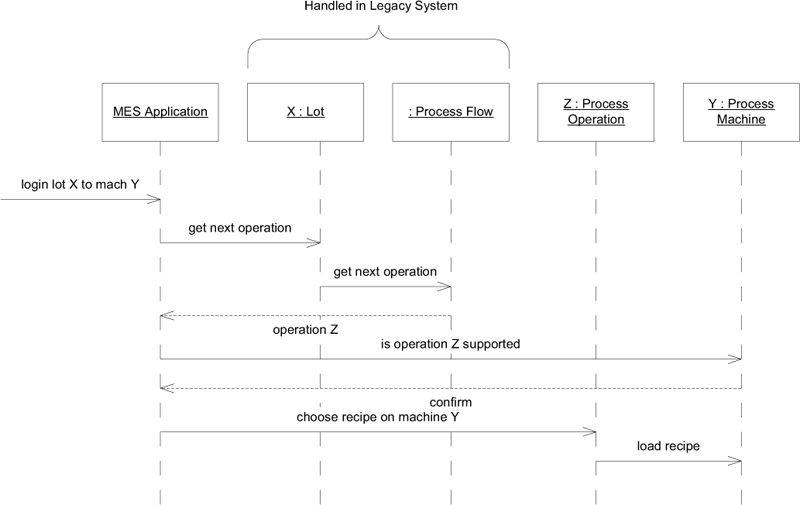 Handled in Legacy System
MES Application
X : Lot
: Process Flow
Z : Process
Operation
Y : Process
Machine
login lot X to mach Y
get next operation
get next operation
operation Z
is operation Z supported
confirm
choose recipe on machine Y
load recipe